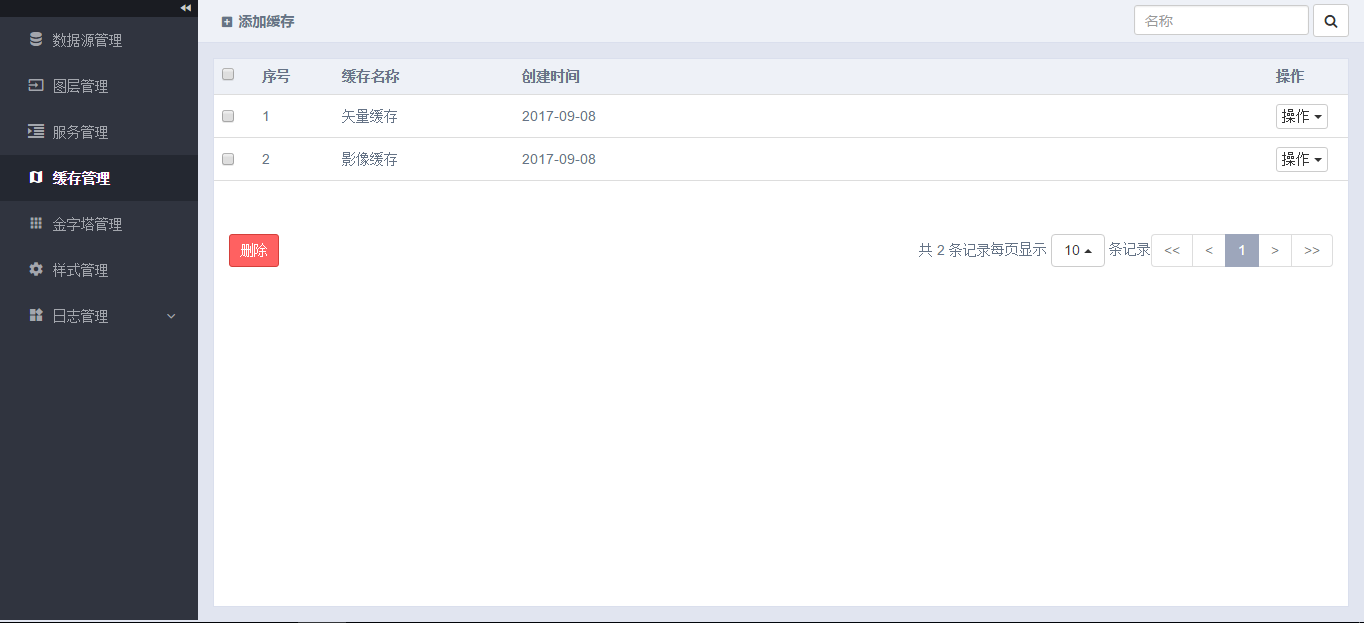 数据源管理
图层管理
服务管理
缓存管理
金字塔管理
样式管理
日志管理
添加缓存 名称
序号 缓存名称 创建时间 操作
1 矢量缓存 2017-09-08 操作
2 影像缓存 2017-09-08 操作
删除 共 2 条记录每页显示 10 条记录 << < 1 > >>